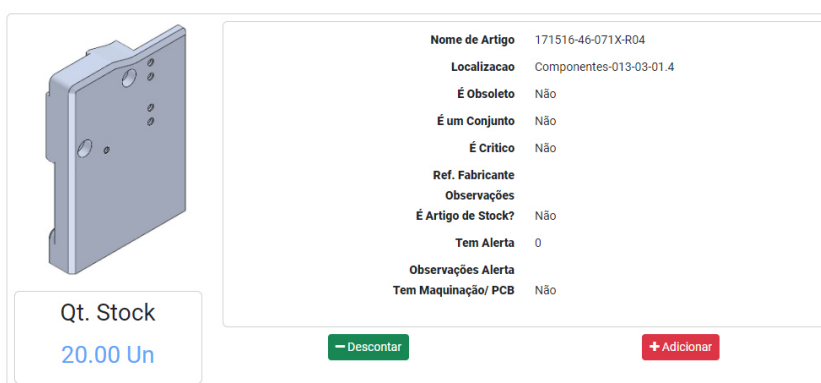 Nome de Artigo 171516-46-071X-R04
Localizacao Componentes-013-03-01.4
É Obsoleto Não
É um Conjunto Não
É Critico Não
Ref. Fabricante
Observações
É Artigo de Stock? Não
Tem Alerta 0
Observações Alerta
Tem Maquinação/ PCB Não
Qt. Stock
20.00 Un
Descontar
Adicionar